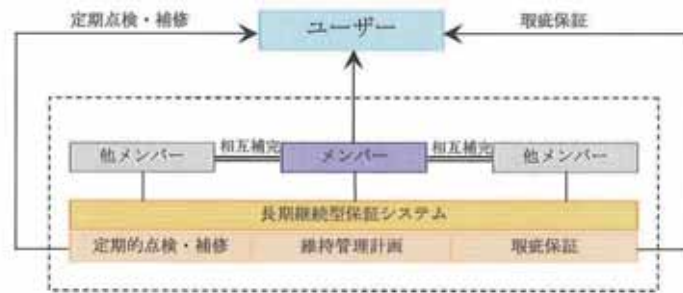 定期点検・補修
ユーザー
瑕疵保証
他メンバー
相互補完
メンバー
相互補完
他メンバー
長期継続型保証システム
定期的点検・補修
維持管理計画
瑕疵保証